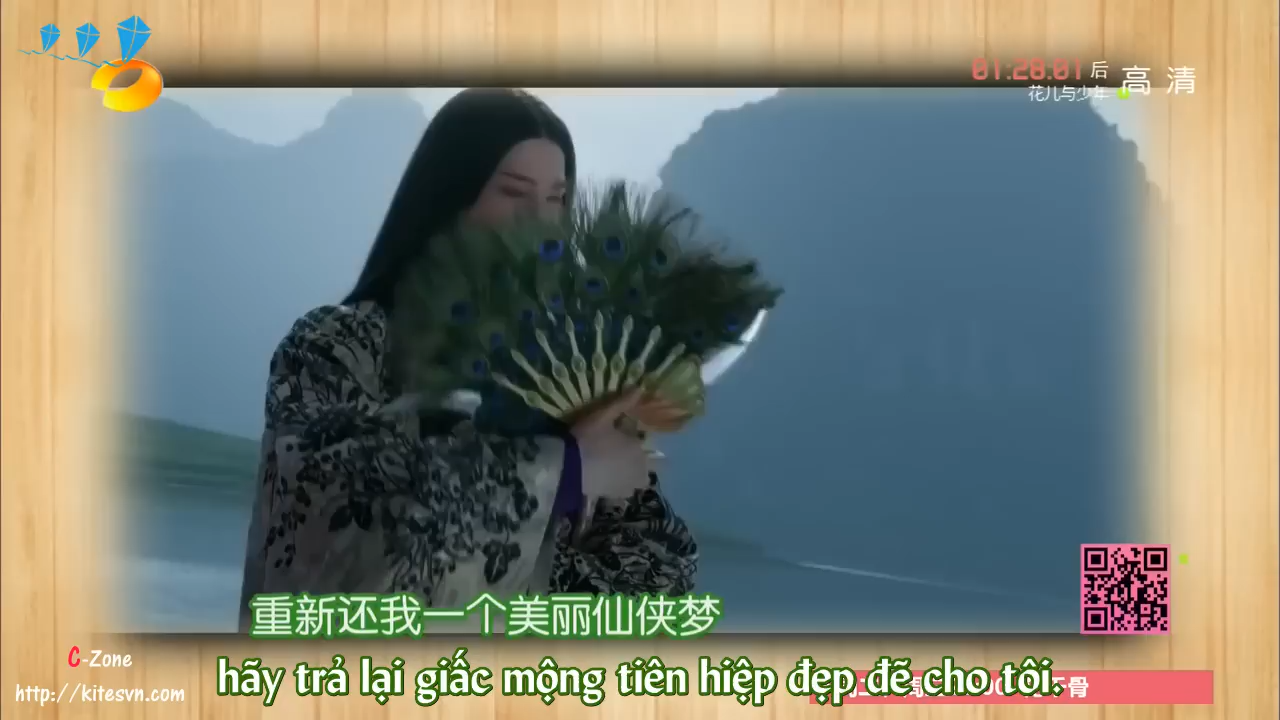 01:28:01 后
花儿与少年
高清
重新还我一个美丽仙侠梦
hãy trả lại giấc mộng tiên hiệp đẹp đẽ cho tôi.
C-Zone
http://kitesvn.com